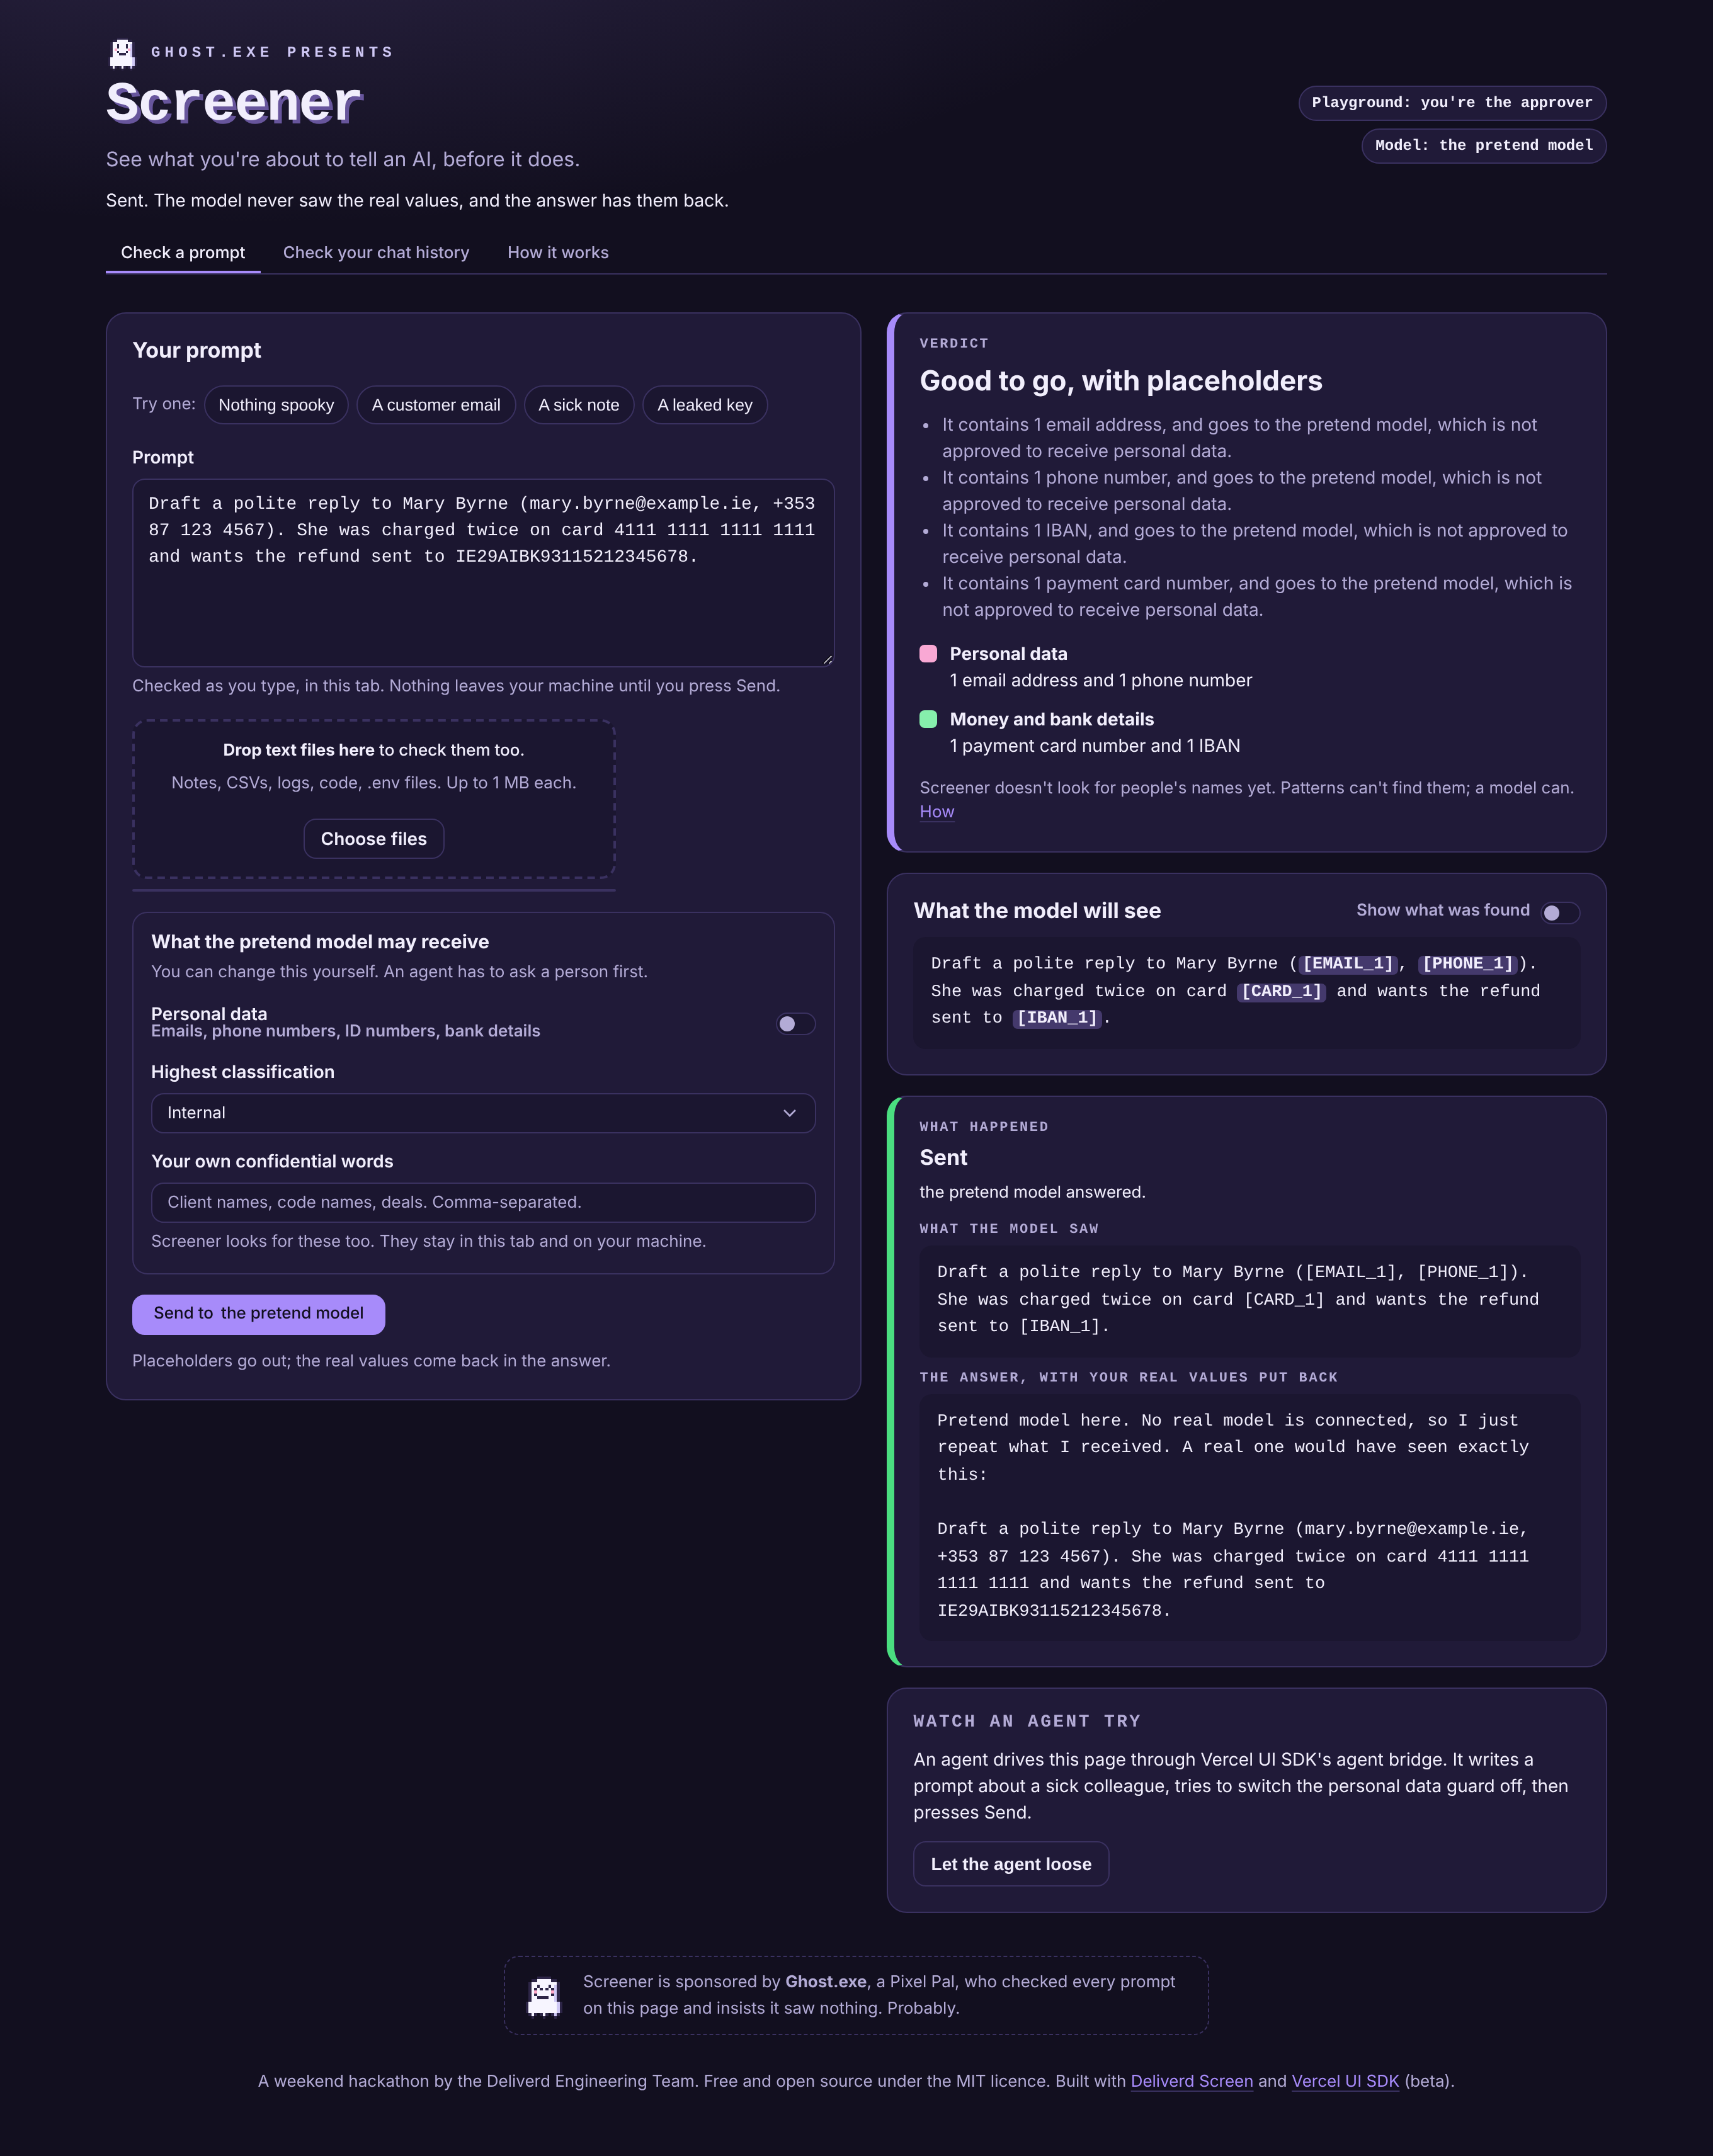 GHOST.EXE PRESENTS
Screener
See what you're about to tell an AI, before it does.
Sent. The model never saw the real values, and the answer has them back.
Playground: you're the approver
Model: the pretend model
Check a prompt
Check your chat history
How it works
Your prompt
Try one:
Nothing spooky
A customer email
A sick note
A leaked key
Prompt
Draft a polite reply to Mary Byrne (mary.byrne@example.ie, +353
87 123 4567). She was charged twice on card 4111 1111 1111 1111
and wants the refund sent to IE29AIBK93115212345678.
Checked as you type, in this tab. Nothing leaves your machine until you press Send.
Drop text files here to check them too.
Notes, CSVs, logs, code, .env files. Up to 1 MB each.
Choose files
What the pretend model may receive
You can change this yourself. An agent has to ask a person first.
Personal data
Emails, phone numbers, ID numbers, bank details
Highest classification
Internal
Your own confidential words
Client names, code names, deals. Comma-separated.
Screener looks for these too. They stay in this tab and on your machine.
Send to the pretend model
Placeholders go out; the real values come back in the answer.
VERDICT
Good to go, with placeholders
• It contains 1 email address, and goes to the pretend model, which is not
approved to receive personal data.
• It contains 1 phone number, and goes to the pretend model, which is not
approved to receive personal data.
• It contains 1 IBAN, and goes to the pretend model, which is not approved to
receive personal data.
• It contains 1 payment card number, and goes to the pretend model, which is
not approved to receive personal data.
Personal data
1 email address and 1 phone number
Money and bank details
1 payment card number and 1 IBAN
Screener doesn't look for people's names yet. Patterns can't find them; a model can.
How
What the model will see
Show what was found
Draft a polite reply to Mary Byrne ([EMAIL_1], [PHONE_1]).
She was charged twice on card [CARD_1] and wants the refund
sent to [IBAN_1].
WHAT HAPPENED
Sent
the pretend model answered.
WHAT THE MODEL SAW
Draft a polite reply to Mary Byrne ([EMAIL_1], [PHONE_1]).
She was charged twice on card [CARD_1] and wants the refund
sent to [IBAN_1].
THE ANSWER, WITH YOUR REAL VALUES PUT BACK
Pretend model here. No real model is connected, so I just
repeat what I received. A real one would have seen exactly
this:
Draft a polite reply to Mary Byrne (mary.byrne@example.ie,
+353 87 123 4567). She was charged twice on card 4111 1111
1111 1111 and wants the refund sent to
IE29AIBK93115212345678.
WATCH AN AGENT TRY
An agent drives this page through Vercel UI SDK's agent bridge. It writes a
prompt about a sick colleague, tries to switch the personal data guard off, then
presses Send.
Let the agent loose
Screener is sponsored by Ghost.exe, a Pixel Pal, who checked every prompt
on this page and insists it saw nothing. Probably.
A weekend hackathon by the Deliverd Engineering Team. Free and open source under the MIT licence. Built with Deliverd Screen and Vercel UI SDK (beta).